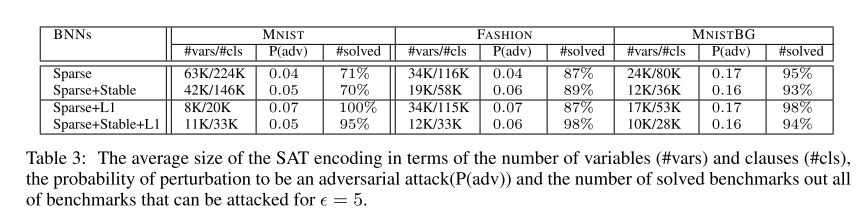 BNNs MNIST FASHION MNISTBG
#vars/#cls P(adv) #solved #vars/#cls P(adv) #solved #vars/#cls P(adv) #solved
Sparse 63K/224K 0.04 71% 34K/116K 0.04 87% 24K/80K 0.17 95%
Sparse+Stable 42K/146K 0.05 70% 19K/58K 0.06 89% 12K/36K 0.16 93%
Sparse+L1 8K/20K 0.07 100% 34K/115K 0.07 87% 17K/53K 0.17 98%
Sparse+Stable+L1 11K/33K 0.05 95% 12K/33K 0.06 98% 10K/28K 0.16 94%
Table 3: The average size of the SAT encoding in terms of the number of variables (#vars) and clauses (#cls),
the probability of perturbation to be an adversarial attack(P(adv)) and the number of solved benchmarks out all
of benchmarks that can be attacked for ϵ = 5.